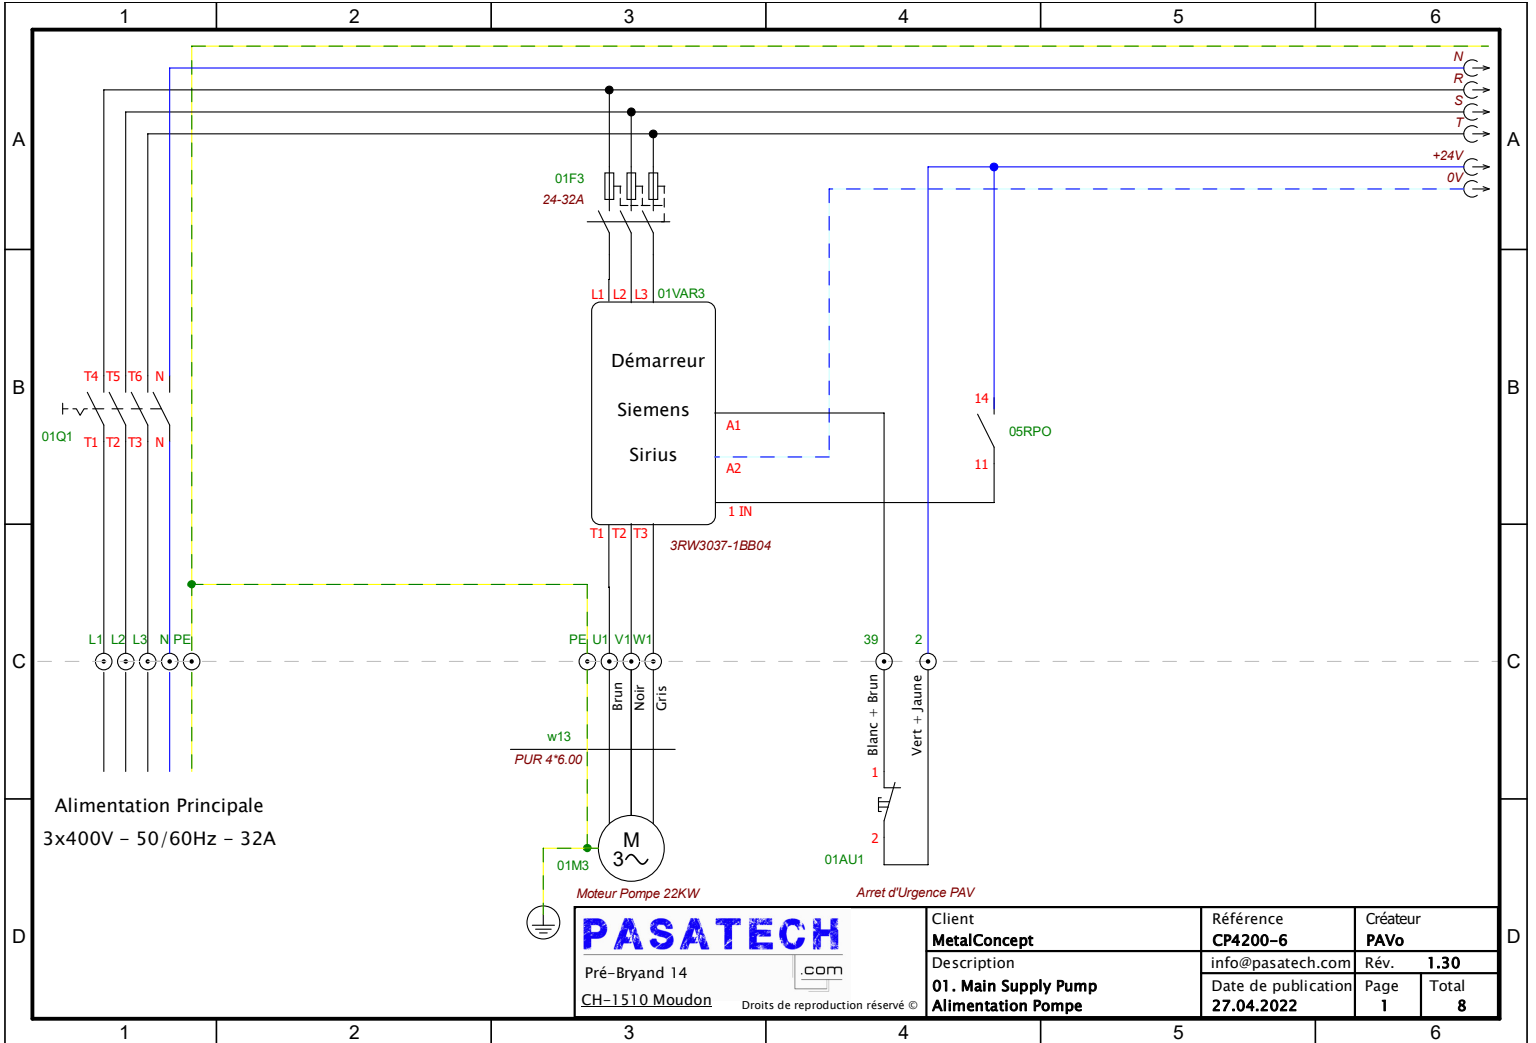 1 2 3 4 5 6
N
R
A A
S
T
+24V
01F3 0V
24-32A
L1 L2 L3 01VAR3
Démarreur
T4 T5 T6 N
B B
14
Siemens
A1
01Q1 T1 T2 T3 N 05RPO
Sirius
A2 11
1 IN
T1 T2 T3
3RW3037-1BB04
L1 L2 L3 N PE PE U1 V1 W1 39 2
C C
Brun
Noir
Gris
Blanc + Brun
Vert + Jaune
w13
PUR 4*6.00
1
Alimentation Principale
3x400V - 50/60Hz - 32A
M
3
2
01M3 01AU1
Moteur Pompe 22KW Arret d'Urgence PAV
D D
PASATECH
.com
Pré-Bryand 14
CH-1510 Moudon Droits de reproduction réservé ©
Client Référence Créateur
MetalConcept CP4200-6 PAVo
Description info@pasatech.com Rév. 1.30
01. Main Supply Pump Date de publication Page Total
Alimentation Pompe 27.04.2022 1 8
1 2 3 4 5 6